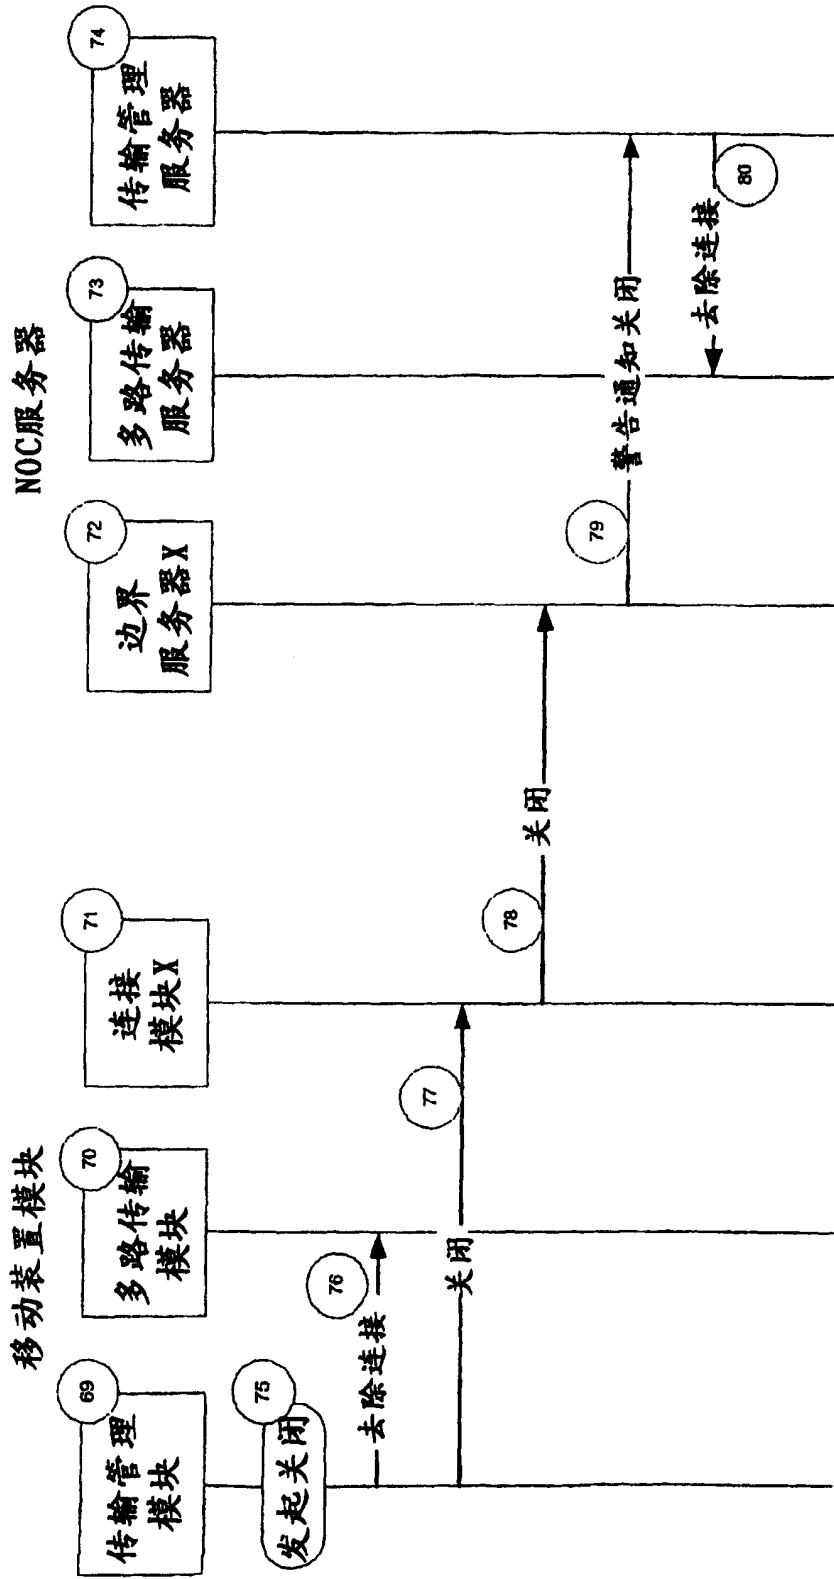 移动装置模块
NOC服务器
69
传输管理
模块
70
多路传输
模块
71
连接
模块X
72
边界
服务器X
73
多路传输
服务器
74
传输管理
服务器
75
发起关闭
76
去除连接
77
关闭
78
关闭
79
警告通知关闭
80
去除连接